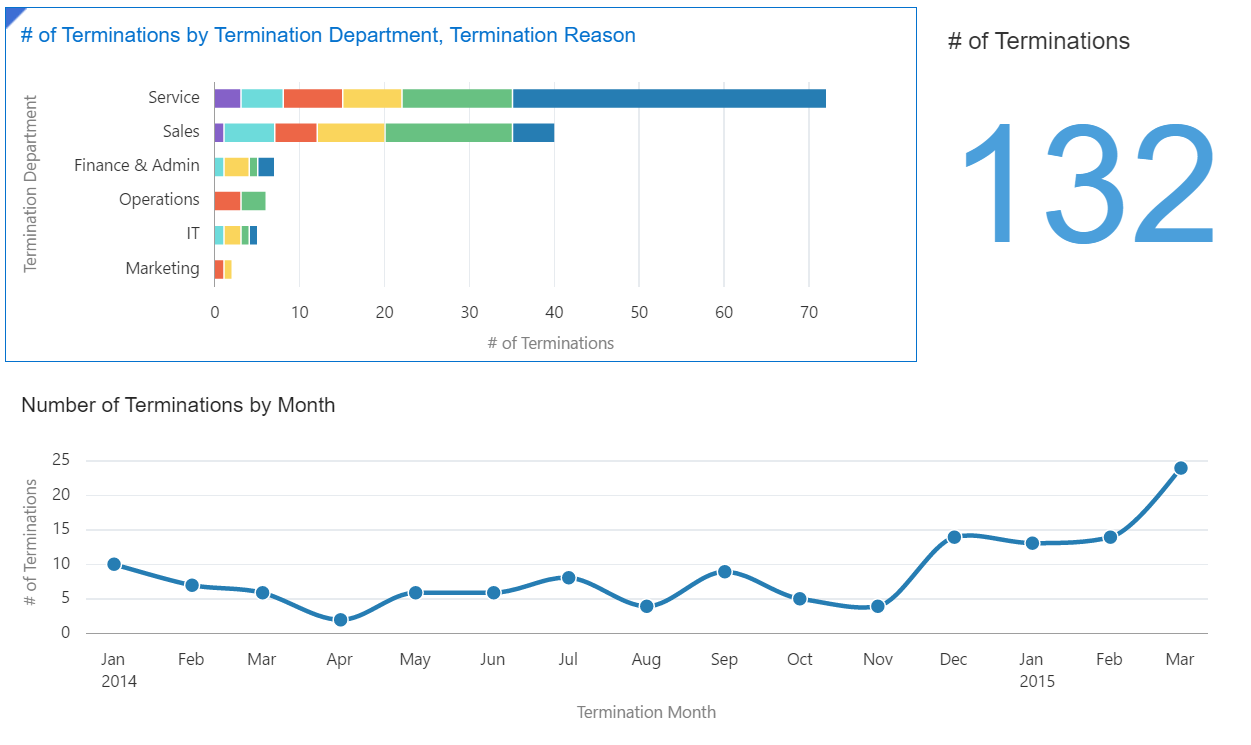 # of Terminations by Termination Department, Termination Reason
Termination Department
Service
Sales
Finance & Admin
Operations
IT
Marketing
0 10 20 30 40 50 60 70
# of Terminations
# of Terminations
132
Number of Terminations by Month
# of Terminations
25
20
15
10
5
0
Jan Feb Mar Apr May Jun Jul Aug Sep Oct Nov Dec Jan Feb Mar
2014 2015
Termination Month